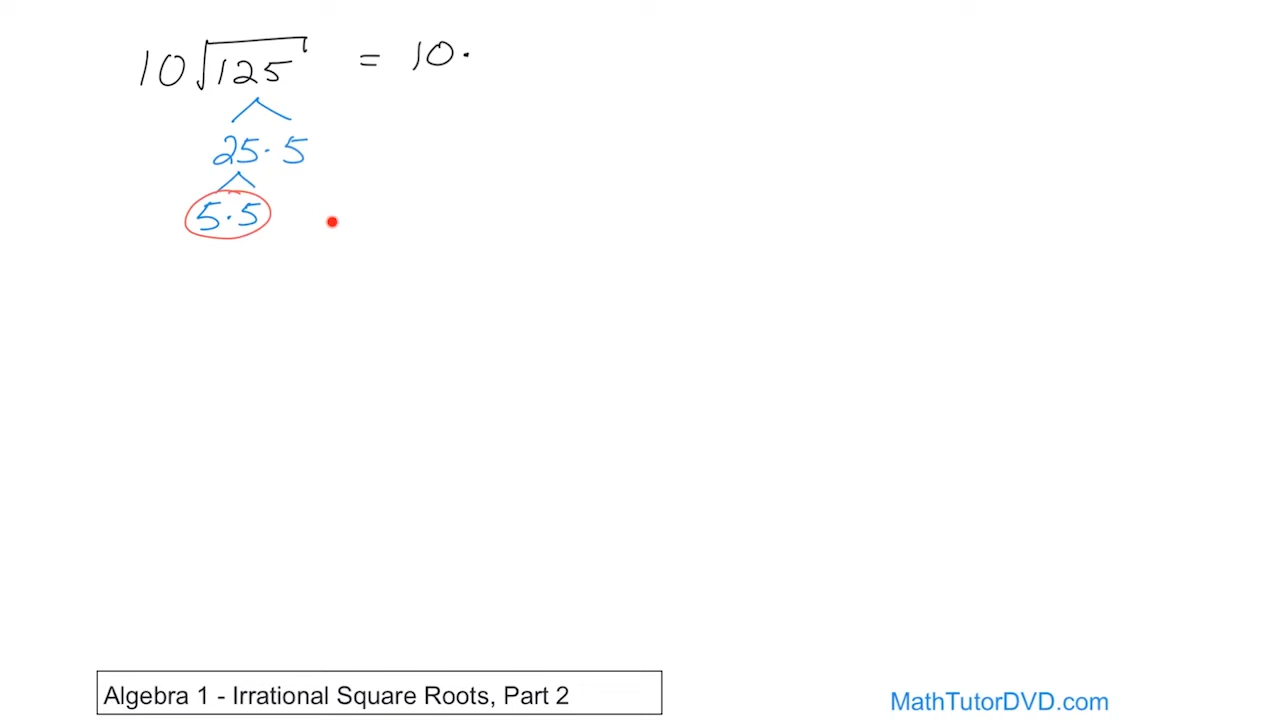 10√125 = 10·
25·5
5·5
Algebra 1 - Irrational Square Roots, Part 2
MathTutorDVD.com